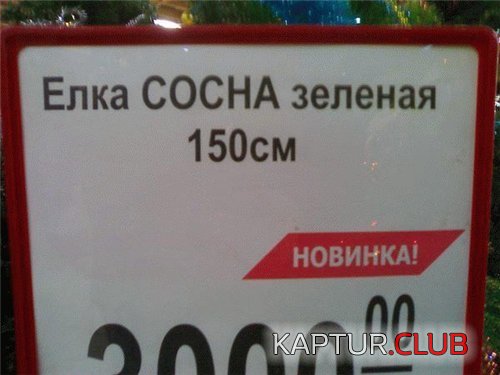 Елка СОСНА зеленая
150см
НОВИНКА!
00
KAPTUR.CLUB